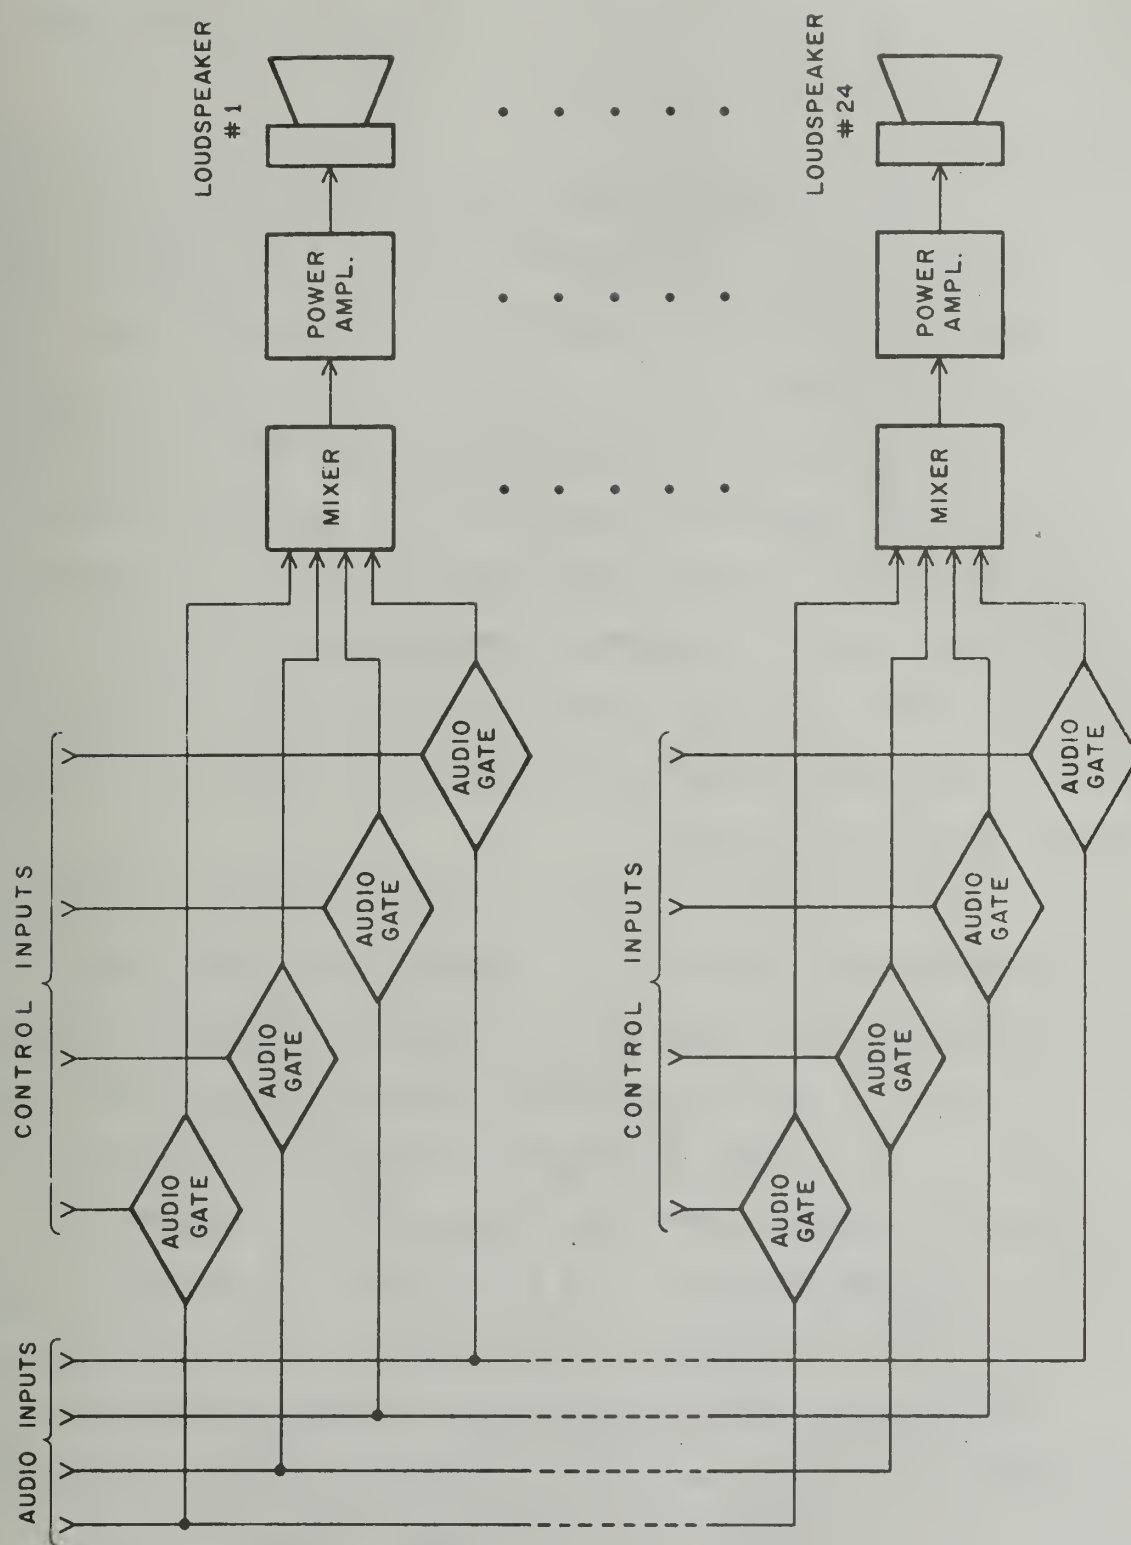 AUDIO INPUTS
CONTROL INPUTS
AUDIO
GATE
AUDIO
GATE
AUDIO
GATE
AUDIO
GATE
MIXER
POWER
AMPL.
LOUDSPEAKER
# 1
CONTROL INPUTS
AUDIO
GATE
AUDIO
GATE
AUDIO
GATE
AUDIO
GATE
MIXER
POWER
AMPL.
LOUDSPEAKER
# 24